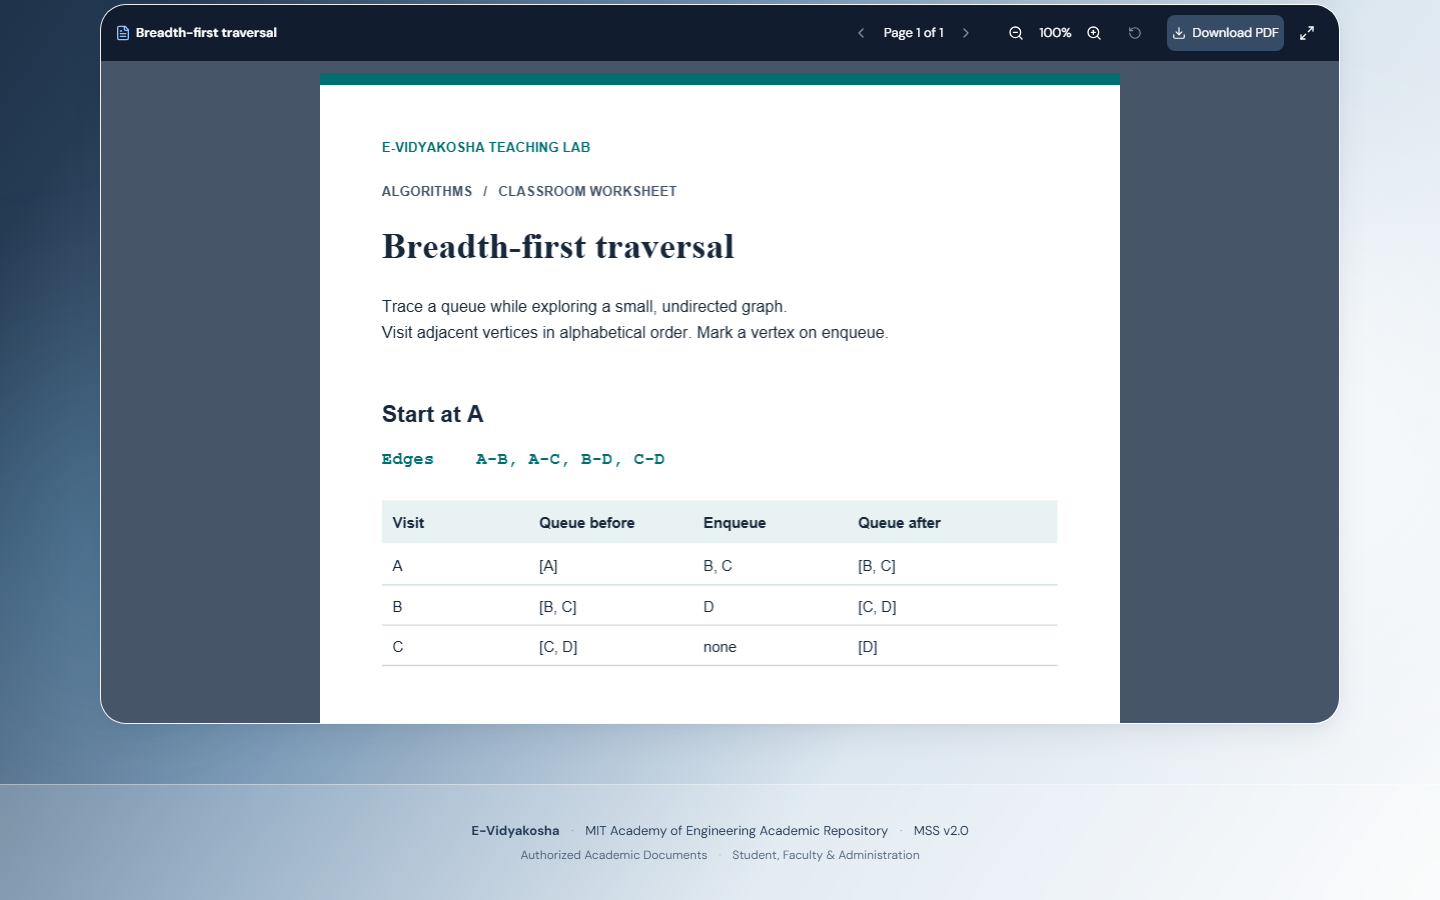 Breadth-first traversal Page 1 of 1 100% Download PDF
E-VIDYAKOSHA TEACHING LAB
ALGORITHMS / CLASSROOM WORKSHEET
Breadth-first traversal
Trace a queue while exploring a small, undirected graph.
Visit adjacent vertices in alphabetical order. Mark a vertex on enqueue.
Start at A
Edges A-B, A-C, B-D, C-D
Visit Queue before Enqueue Queue after
A [A] B, C [B, C]
B [B, C] D [C, D]
C [C, D] none [D]
E-Vidyakosha · MIT Academy of Engineering Academic Repository · MSS v2.0
Authorized Academic Documents · Student, Faculty & Administration